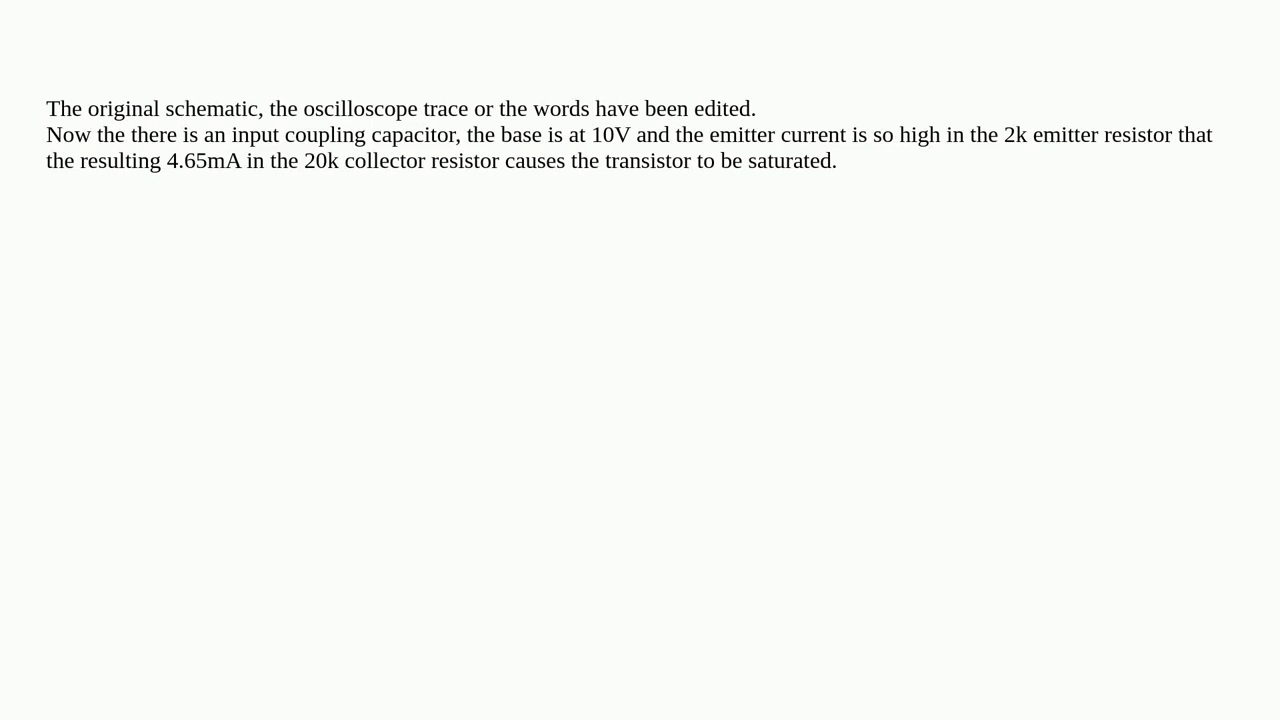 The original schematic, the oscilloscope trace or the words have been edited.
Now the there is an input coupling capacitor, the base is at 10V and the emitter current is so high in the 2k emitter resistor that
the resulting 4.65mA in the 20k collector resistor causes the transistor to be saturated.